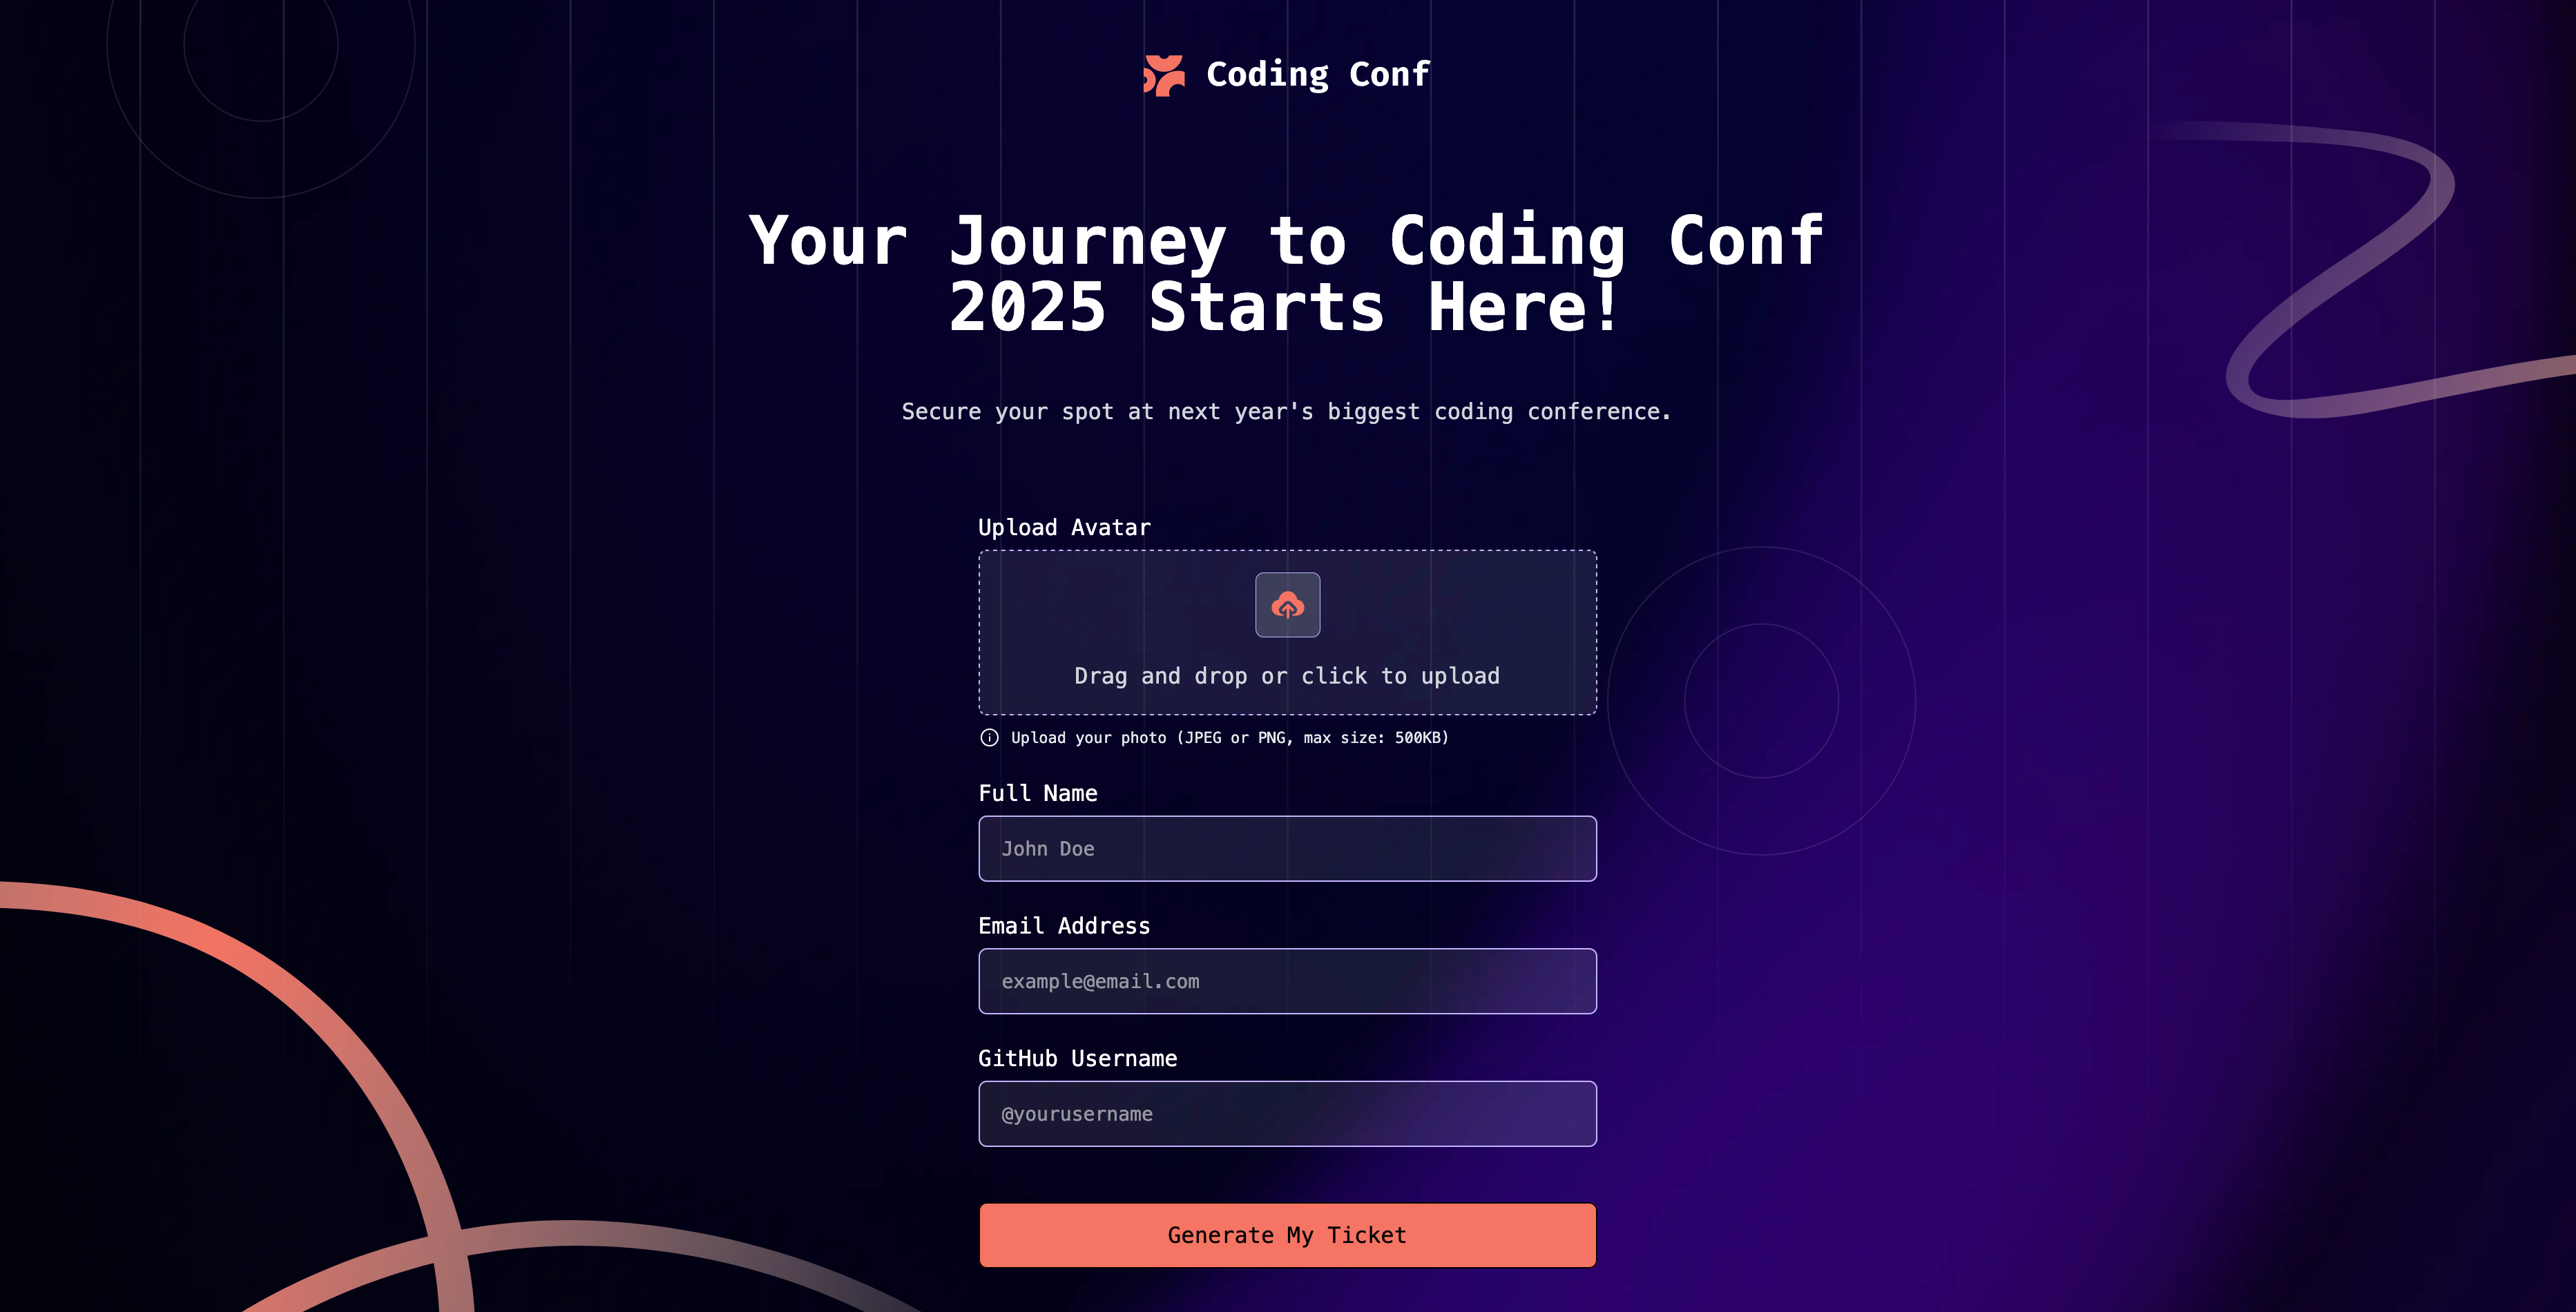 Coding Conf
Your Journey to Coding Conf
2025 Starts Here!
Secure your spot at next year's biggest coding conference.
Upload Avatar
Drag and drop or click to upload
Upload your photo (JPEG or PNG, max size: 500KB)
Full Name
John Doe
Email Address
example@email.com
GitHub Username
@yourusername
Generate My Ticket